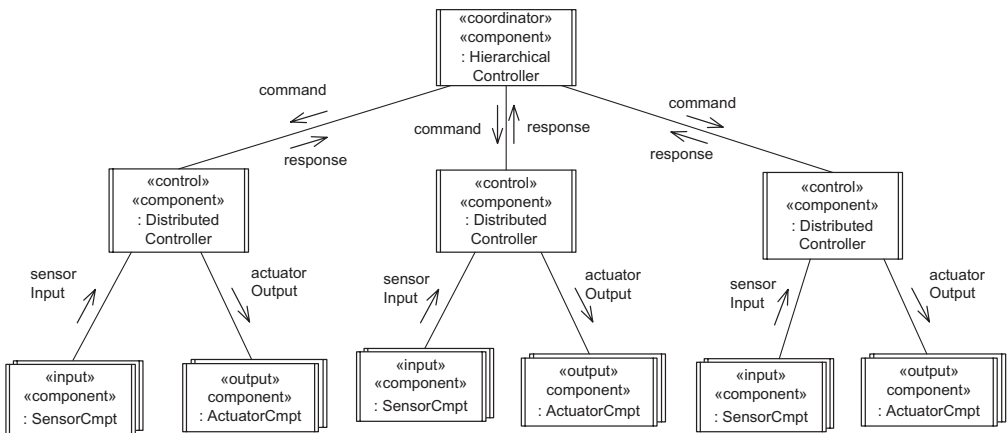 «coordinator»
«component»
: Hierarchical
Controller
command
response
command
response
command
response
«control»
«component»
: Distributed
Controller
«control»
«component»
: Distributed
Controller
«control»
«component»
: Distributed
Controller
sensor
Input
actuator
Output
sensor
Input
actuator
Output
sensor
Input
actuator
Output
«input»
«component»
: SensorCmpt
«output»
component»
: ActuatorCmpt
«input»
«component»
: SensorCmpt
«output»
component»
: ActuatorCmpt
«input»
«component»
: SensorCmpt
«output»
component»
: ActuatorCmpt